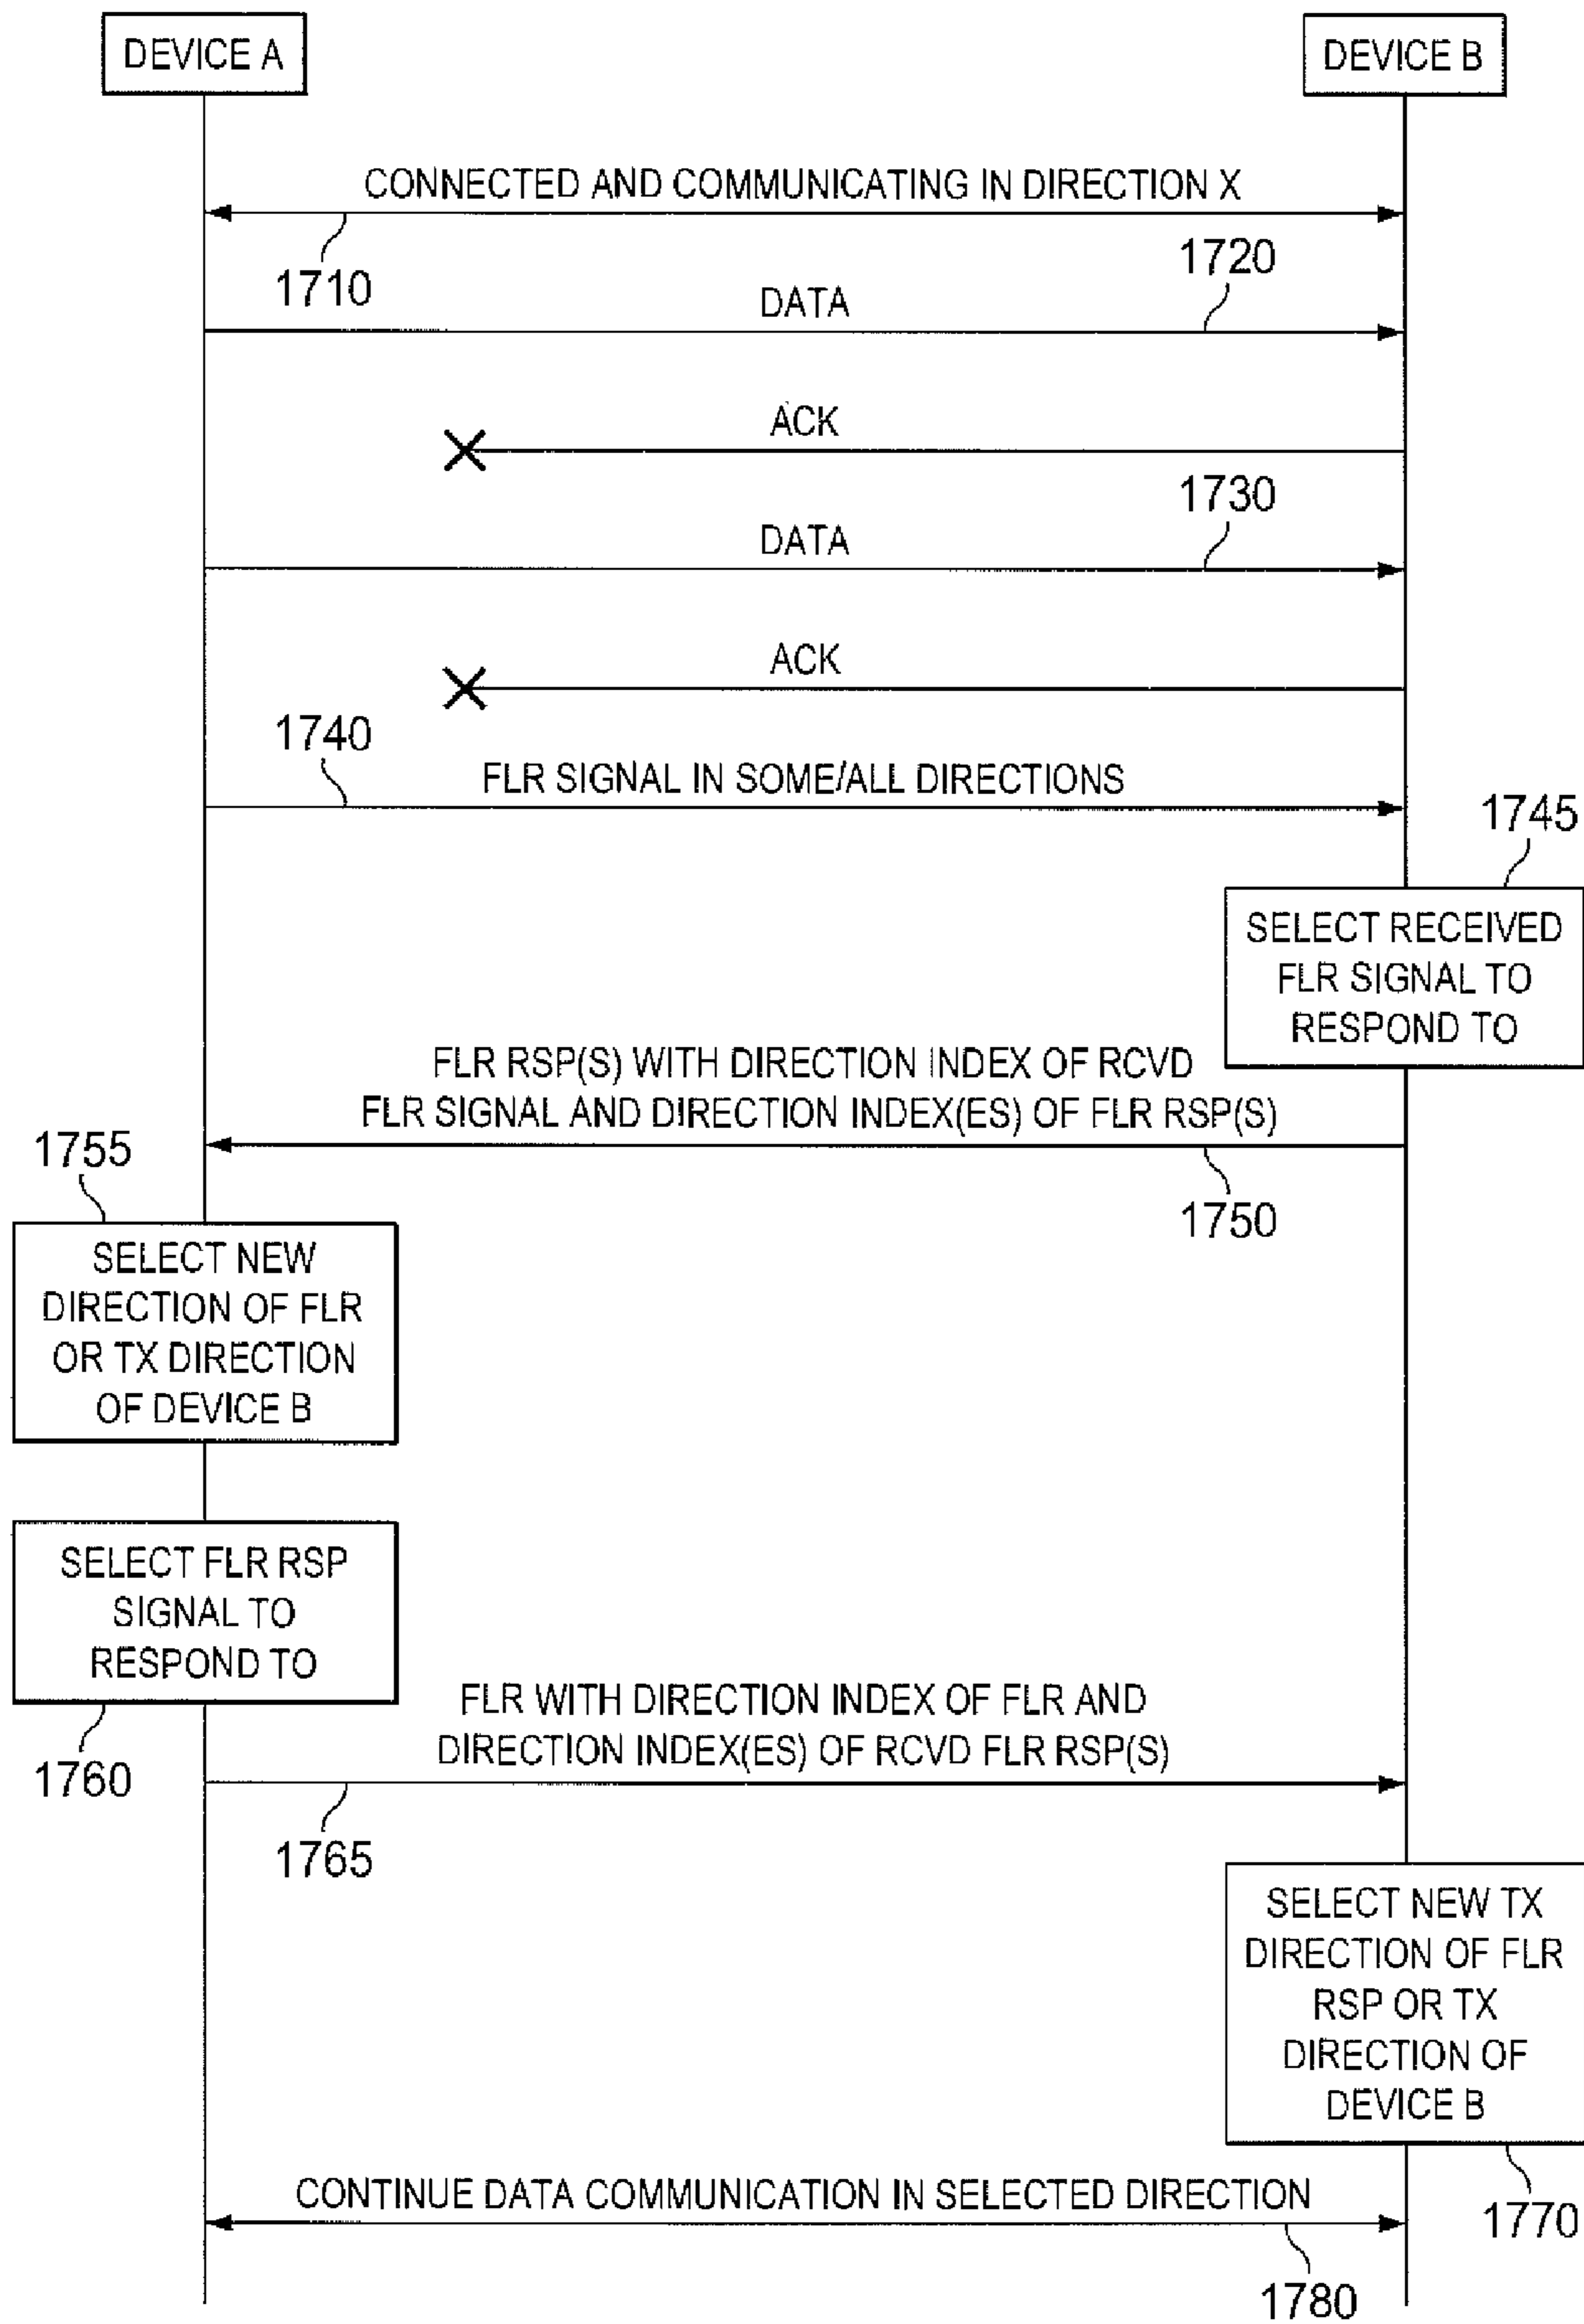 DEVICE A
DEVICE B
CONNECTED AND COMMUNICATING IN DIRECTION X
1710
1720
DATA
ACK
1730
DATA
ACK
1740
FLR SIGNAL IN SOME/ALL DIRECTIONS
1745
SELECT RECEIVED
FLR SIGNAL TO
RESPOND TO
FLR RSP(S) WITH DIRECTION INDEX OF RCVD
FLR SIGNAL AND DIRECTION INDEX(ES) OF FLR RSP(S)
1755
1750
SELECT NEW
DIRECTION OF FLR
OR TX DIRECTION
OF DEVICE B
SELECT FLR RSP
SIGNAL TO
RESPOND TO
1760
FLR WITH DIRECTION INDEX OF FLR AND
DIRECTION INDEX(ES) OF RCVD FLR RSP(S)
1765
SELECT NEW TX
DIRECTION OF FLR
RSP OR TX
DIRECTION OF
DEVICE B
1770
CONTINUE DATA COMMUNICATION IN SELECTED DIRECTION
1780